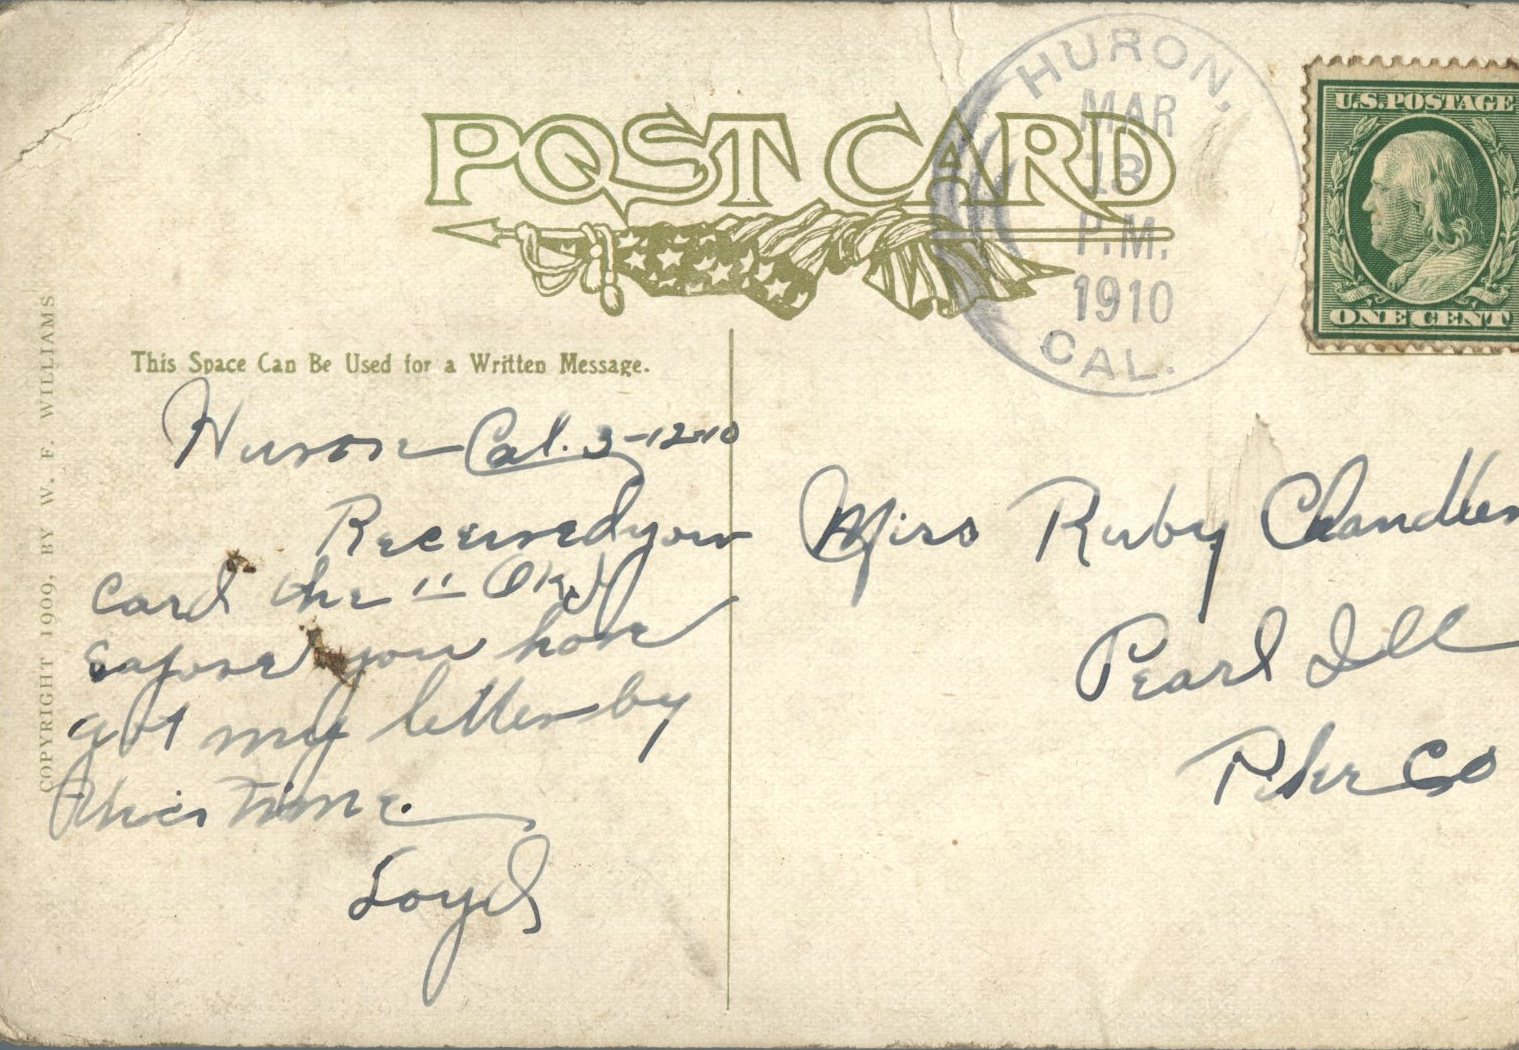 POST CARD
HURON,
MAR
13
P.M.
1910
CAL.
U.S. POSTAGE
ONE CENT
This Space Can Be Used for a Written Message.
Huron Cal. 3-12-10
Received your
card the 11 OK
supose you have
got my letter by
this time.
Loyd
Miss Ruby Chandler
Pearl Ill
Pike Co
COPYRIGHT 1909, BY W. F. WILLIAMS